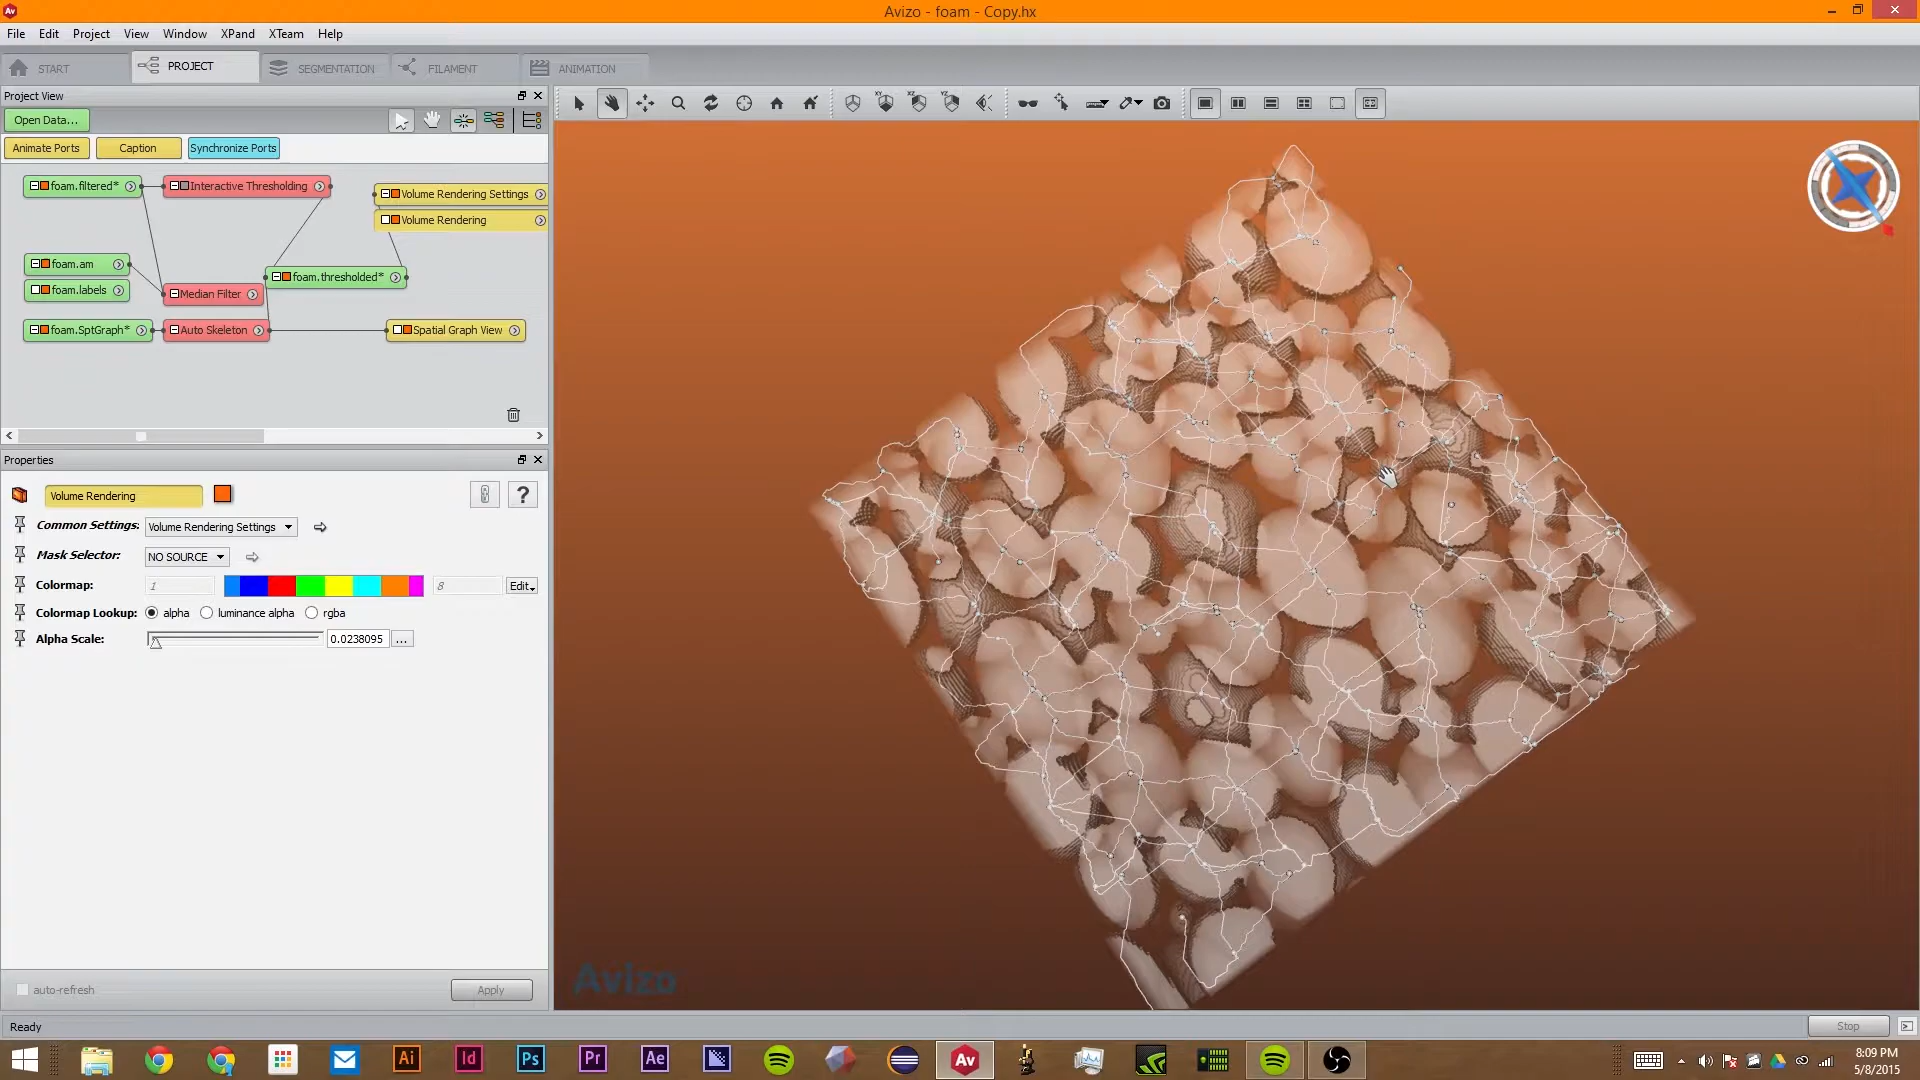 Av
Avizo - foam - Copy.hx
File Edit Project View Window XPand XTeam Help
START PROJECT SEGMENTATION FILAMENT ANIMATION
Project View
Open Data...
Animate Ports Caption Synchronize Ports
foam.filtered* Interactive Thresholding Volume Rendering Settings
Volume Rendering
foam.am foam.thresholded*
foam.labels Median Filter
foam.SptGraph* Auto Skeleton Spatial Graph View
XY XZ YZ
Properties
Volume Rendering ?
Common Settings: Volume Rendering Settings
Mask Selector: NO SOURCE
Colormap: 1 8 Edit
Colormap Lookup: alpha luminance alpha rgba
Alpha Scale: 0.0238095 ...
Avizo
auto-refresh Apply
Ready Stop
Ai Id Ps Pr Ae Av
8:09 PM
5/8/2015